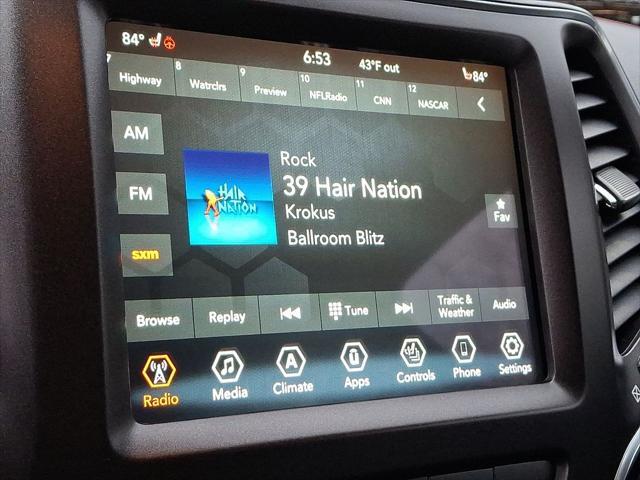 84° 6:53 43°F out 84°
7 8 9 10 11 12
Highway Watrclrs Preview NFLRadio CNN NASCAR
AM
FM
sxm
HAIR NATION
Rock
39 Hair Nation
Krokus
Ballroom Blitz
Fav
Browse Replay Tune Traffic & Weather Audio
Radio Media Climate Apps Controls Phone Settings